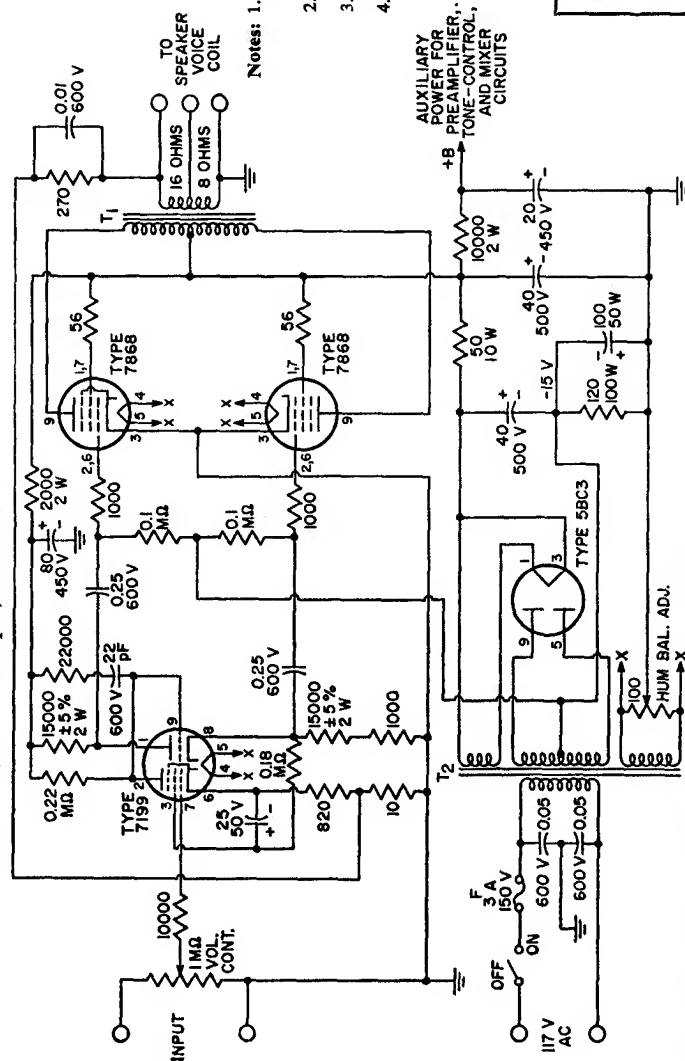 0.01
600 V
270
TO
SPEAKER
VOICE
COIL
16 OHMS
8 OHMS
T1
Notes: 1.
2.
3.
4.
56
1,7
TYPE
7868
9
2,6
3
5
4
X
X
56
1,7
TYPE
7868
9
2,6
3
5
4
X
X
2000
2 W
80
450 V
+
-
1000
0.1
MΩ
0.1
MΩ
1000
0.25
600 V
0.25
600 V
22000
22
pF
600 V
15000
±5%
2 W
0.22
MΩ
TYPE
7199
1
2
3
7
6
9
8
5
4
X
X
0.18
MΩ
15000
±5%
2 W
1000
25
50 V
+ -
820
10
10000
1 MΩ
VOL.
CONT.
INPUT
AUXILIARY
POWER FOR
PREAMPLIFIER,
TONE-CONTROL,
AND MIXER
CIRCUITS
+B
10000
2 W
20
450 V
+
-
40
500 V
+
-
50
10 W
-15 V
100
50 W
-
+
120
100 W
40
500 V
+
-
TYPE 5BC3
1
3
9
5
T2
HUM BAL. ADJ.
100
X
X
0.05
600 V
0.05
600 V
F
3 A
150 V
ON
OFF
117 V
AC